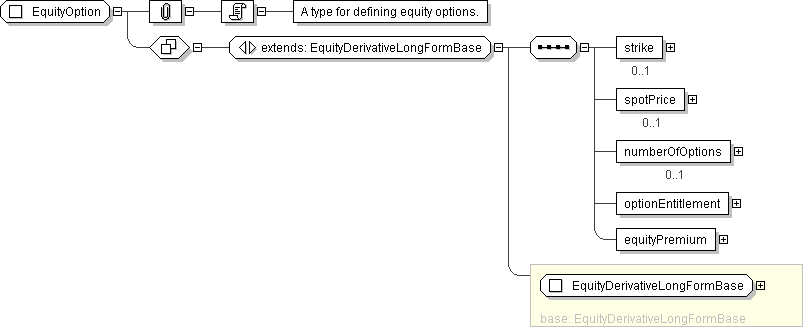 EquityOption
A type for defining equity options.
extends: EquityDerivativeLongFormBase
strike
0..1
spotPrice
0..1
numberOfOptions
0..1
optionEntitlement
equityPremium
EquityDerivativeLongFormBase
base: EquityDerivativeLongFormBase